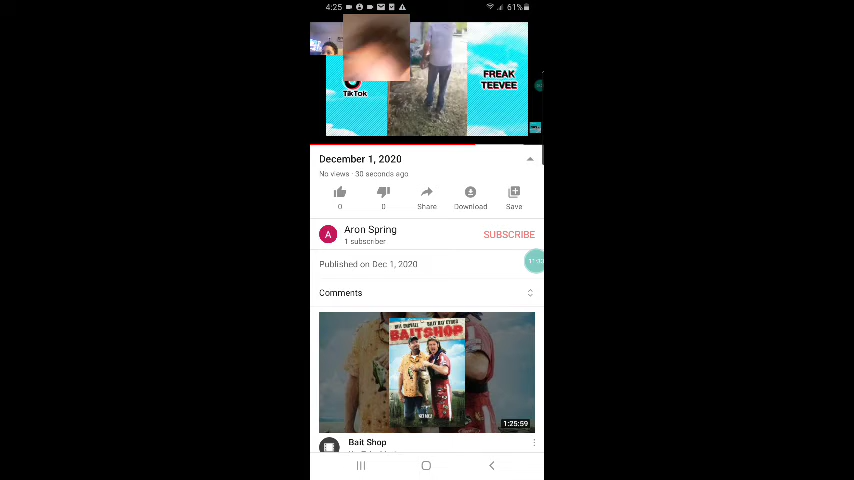 4:25
61%
TikTok
FREAK
TEEVEE
December 1, 2020
No views · 30 seconds ago
0
0
Share
Download
Save
A
Aron Spring
1 subscriber
SUBSCRIBE
Published on Dec 1, 2020
Comments
BAITSHOP
1:25:59
Bait Shop